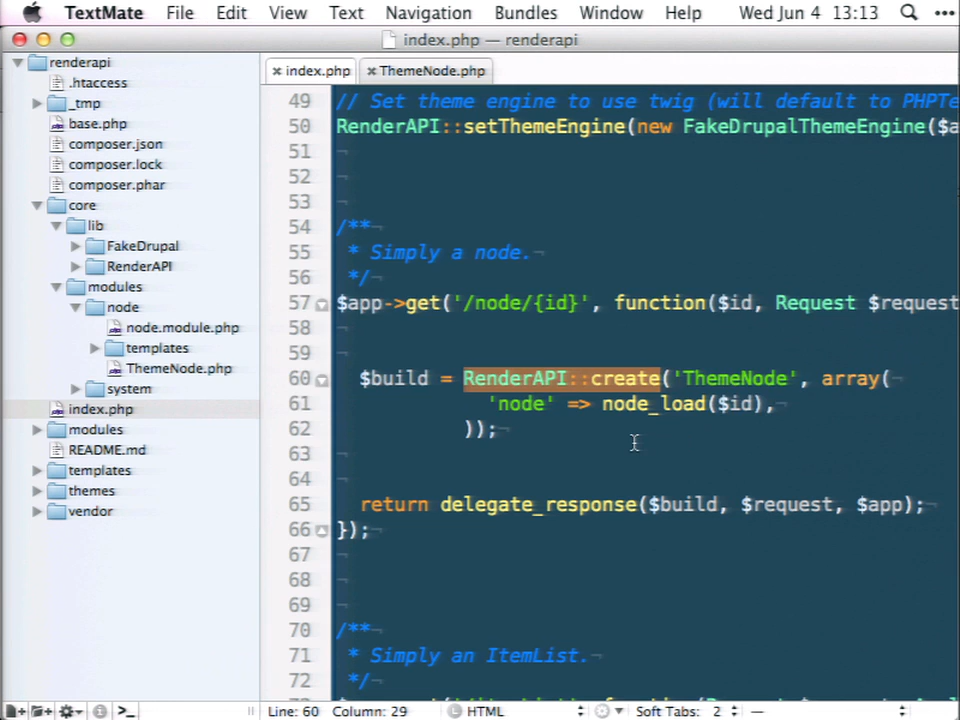 TextMate File Edit View Text Navigation Bundles Window Help Wed Jun 4 13:13
index.php — renderapi
renderapi
.htaccess
_tmp
base.php
composer.json
composer.lock
composer.phar
core
lib
FakeDrupal
RenderAPI
modules
node
node.module.php
templates
ThemeNode.php
system
index.php
modules
README.md
templates
themes
vendor
index.php ThemeNode.php
49 // Set theme engine to use twig (will default to PHPTe
50 RenderAPI::setThemeEngine(new FakeDrupalThemeEngine($a
51
52
53
54 /**
55 * Simply a node.
56 */
57 $app->get('/node/{id}', function($id, Request $request
58
59
60 $build = RenderAPI::create('ThemeNode', array(
61 'node' => node_load($id),
62 ));
63
64
65 return delegate_response($build, $request, $app);
66 });
67
68
69
70 /**
71 * Simply an ItemList.
72 */
Line: 60 Column: 29 HTML Soft Tabs: 2 —